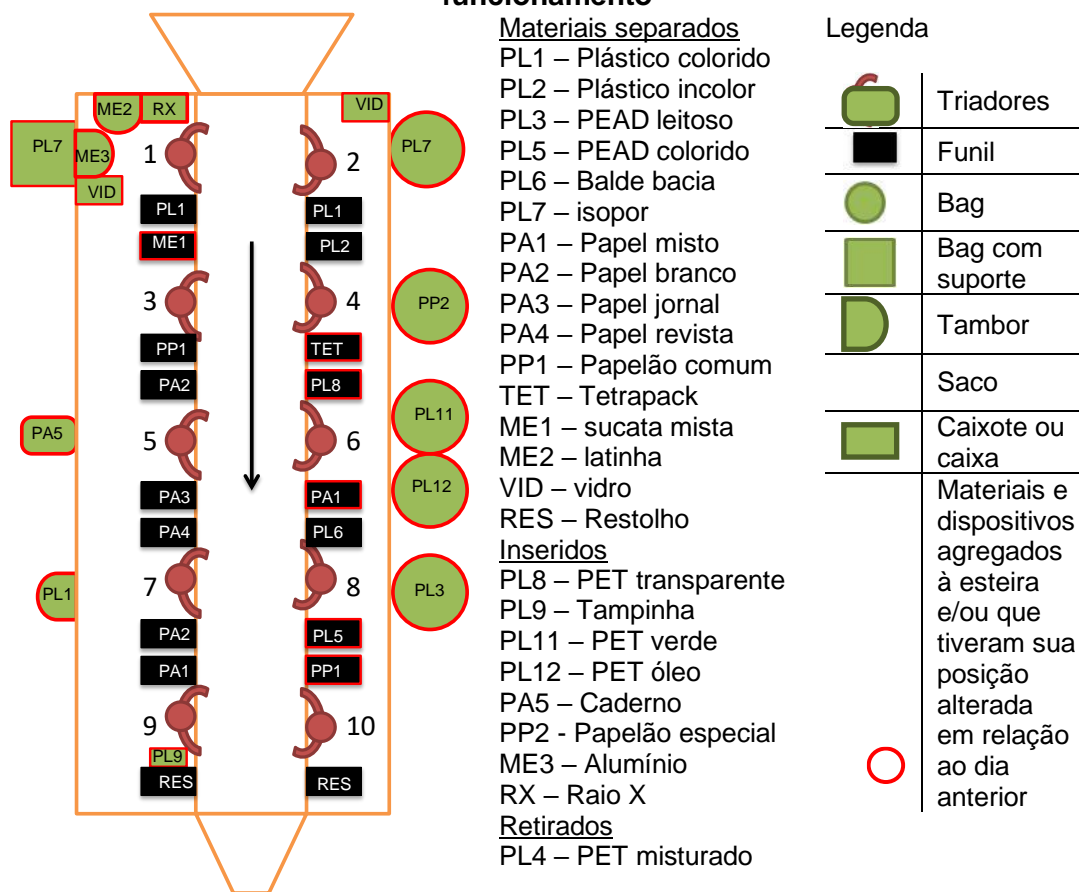 funcionamento
ME2
RX
VID
PL7
ME3
VID
1
2
PL7
PL1
PL1
ME1
PL2
3
4
PP2
PP1
TET
PA2
PL8
PA5
5
6
PL11
PL12
PA3
PA1
PA4
PL6
PL1
7
8
PL3
PA2
PL5
PA1
PP1
9
10
PL9
RES
RES
Materiais separados
PL1 – Plástico colorido
PL2 – Plástico incolor
PL3 – PEAD leitoso
PL5 – PEAD colorido
PL6 – Balde bacia
PL7 – isopor
PA1 – Papel misto
PA2 – Papel branco
PA3 – Papel jornal
PA4 – Papel revista
PP1 – Papelão comum
TET – Tetrapack
ME1 – sucata mista
ME2 – latinha
VID – vidro
RES – Restolho
Inseridos
PL8 – PET transparente
PL9 – Tampinha
PL11 – PET verde
PL12 – PET óleo
PA5 – Caderno
PP2 - Papelão especial
ME3 – Alumínio
RX – Raio X
Retirados
PL4 – PET misturado
Legenda
Triadores
Funil
Bag
Bag com
suporte
Tambor
Saco
Caixote ou
caixa
Materiais e
dispositivos
agregados
à esteira
e/ou que
tiveram sua
posição
alterada
em relação
ao dia
anterior